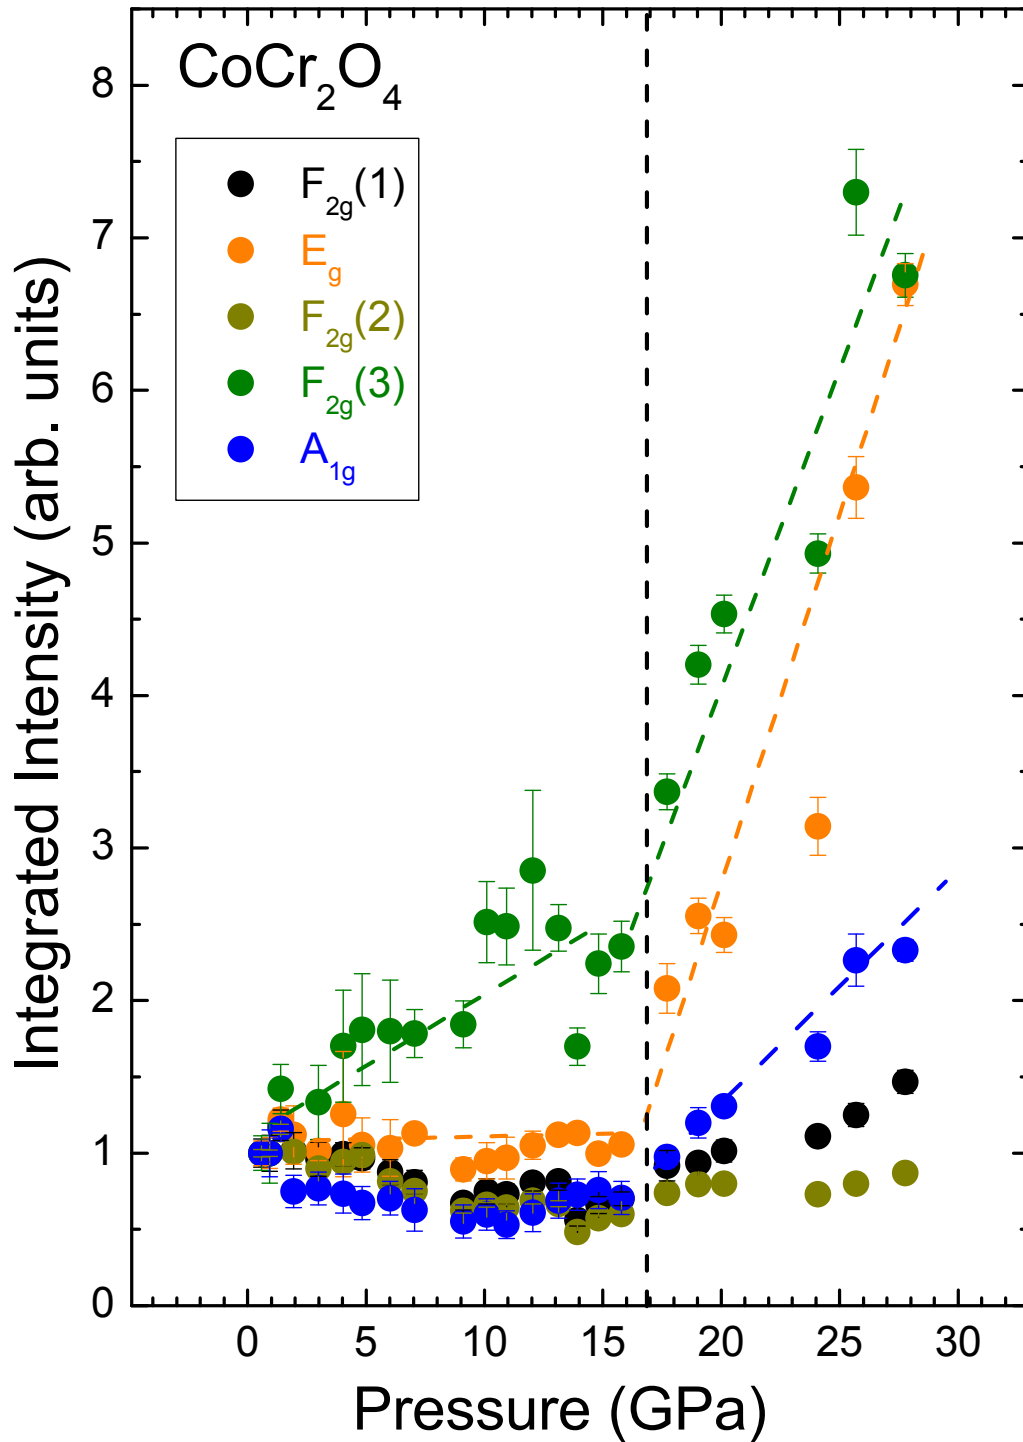 CoCr₂O₄
F₂g(1)
Eg
F₂g(2)
F₂g(3)
A₁g
Integrated Intensity (arb. units)
8
7
6
5
4
3
2
1
0
0 5 10 15 20 25 30
Pressure (GPa)